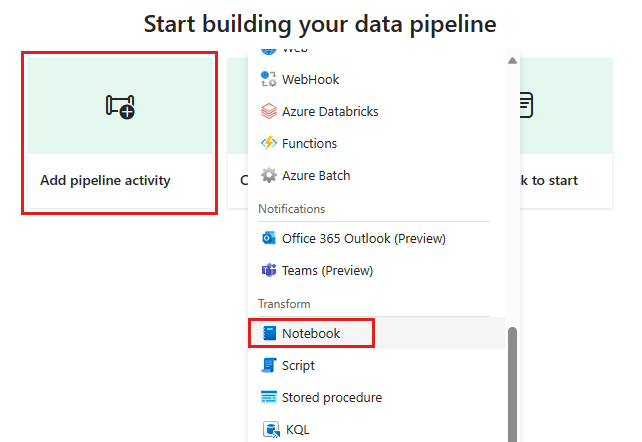 Start building your data pipeline
Web
WebHook
Azure Databricks
Functions
Azure Batch
Add pipeline activity
C
k to start
Notifications
Office 365 Outlook (Preview)
Teams (Preview)
Transform
Notebook
Script
Stored procedure
KQL